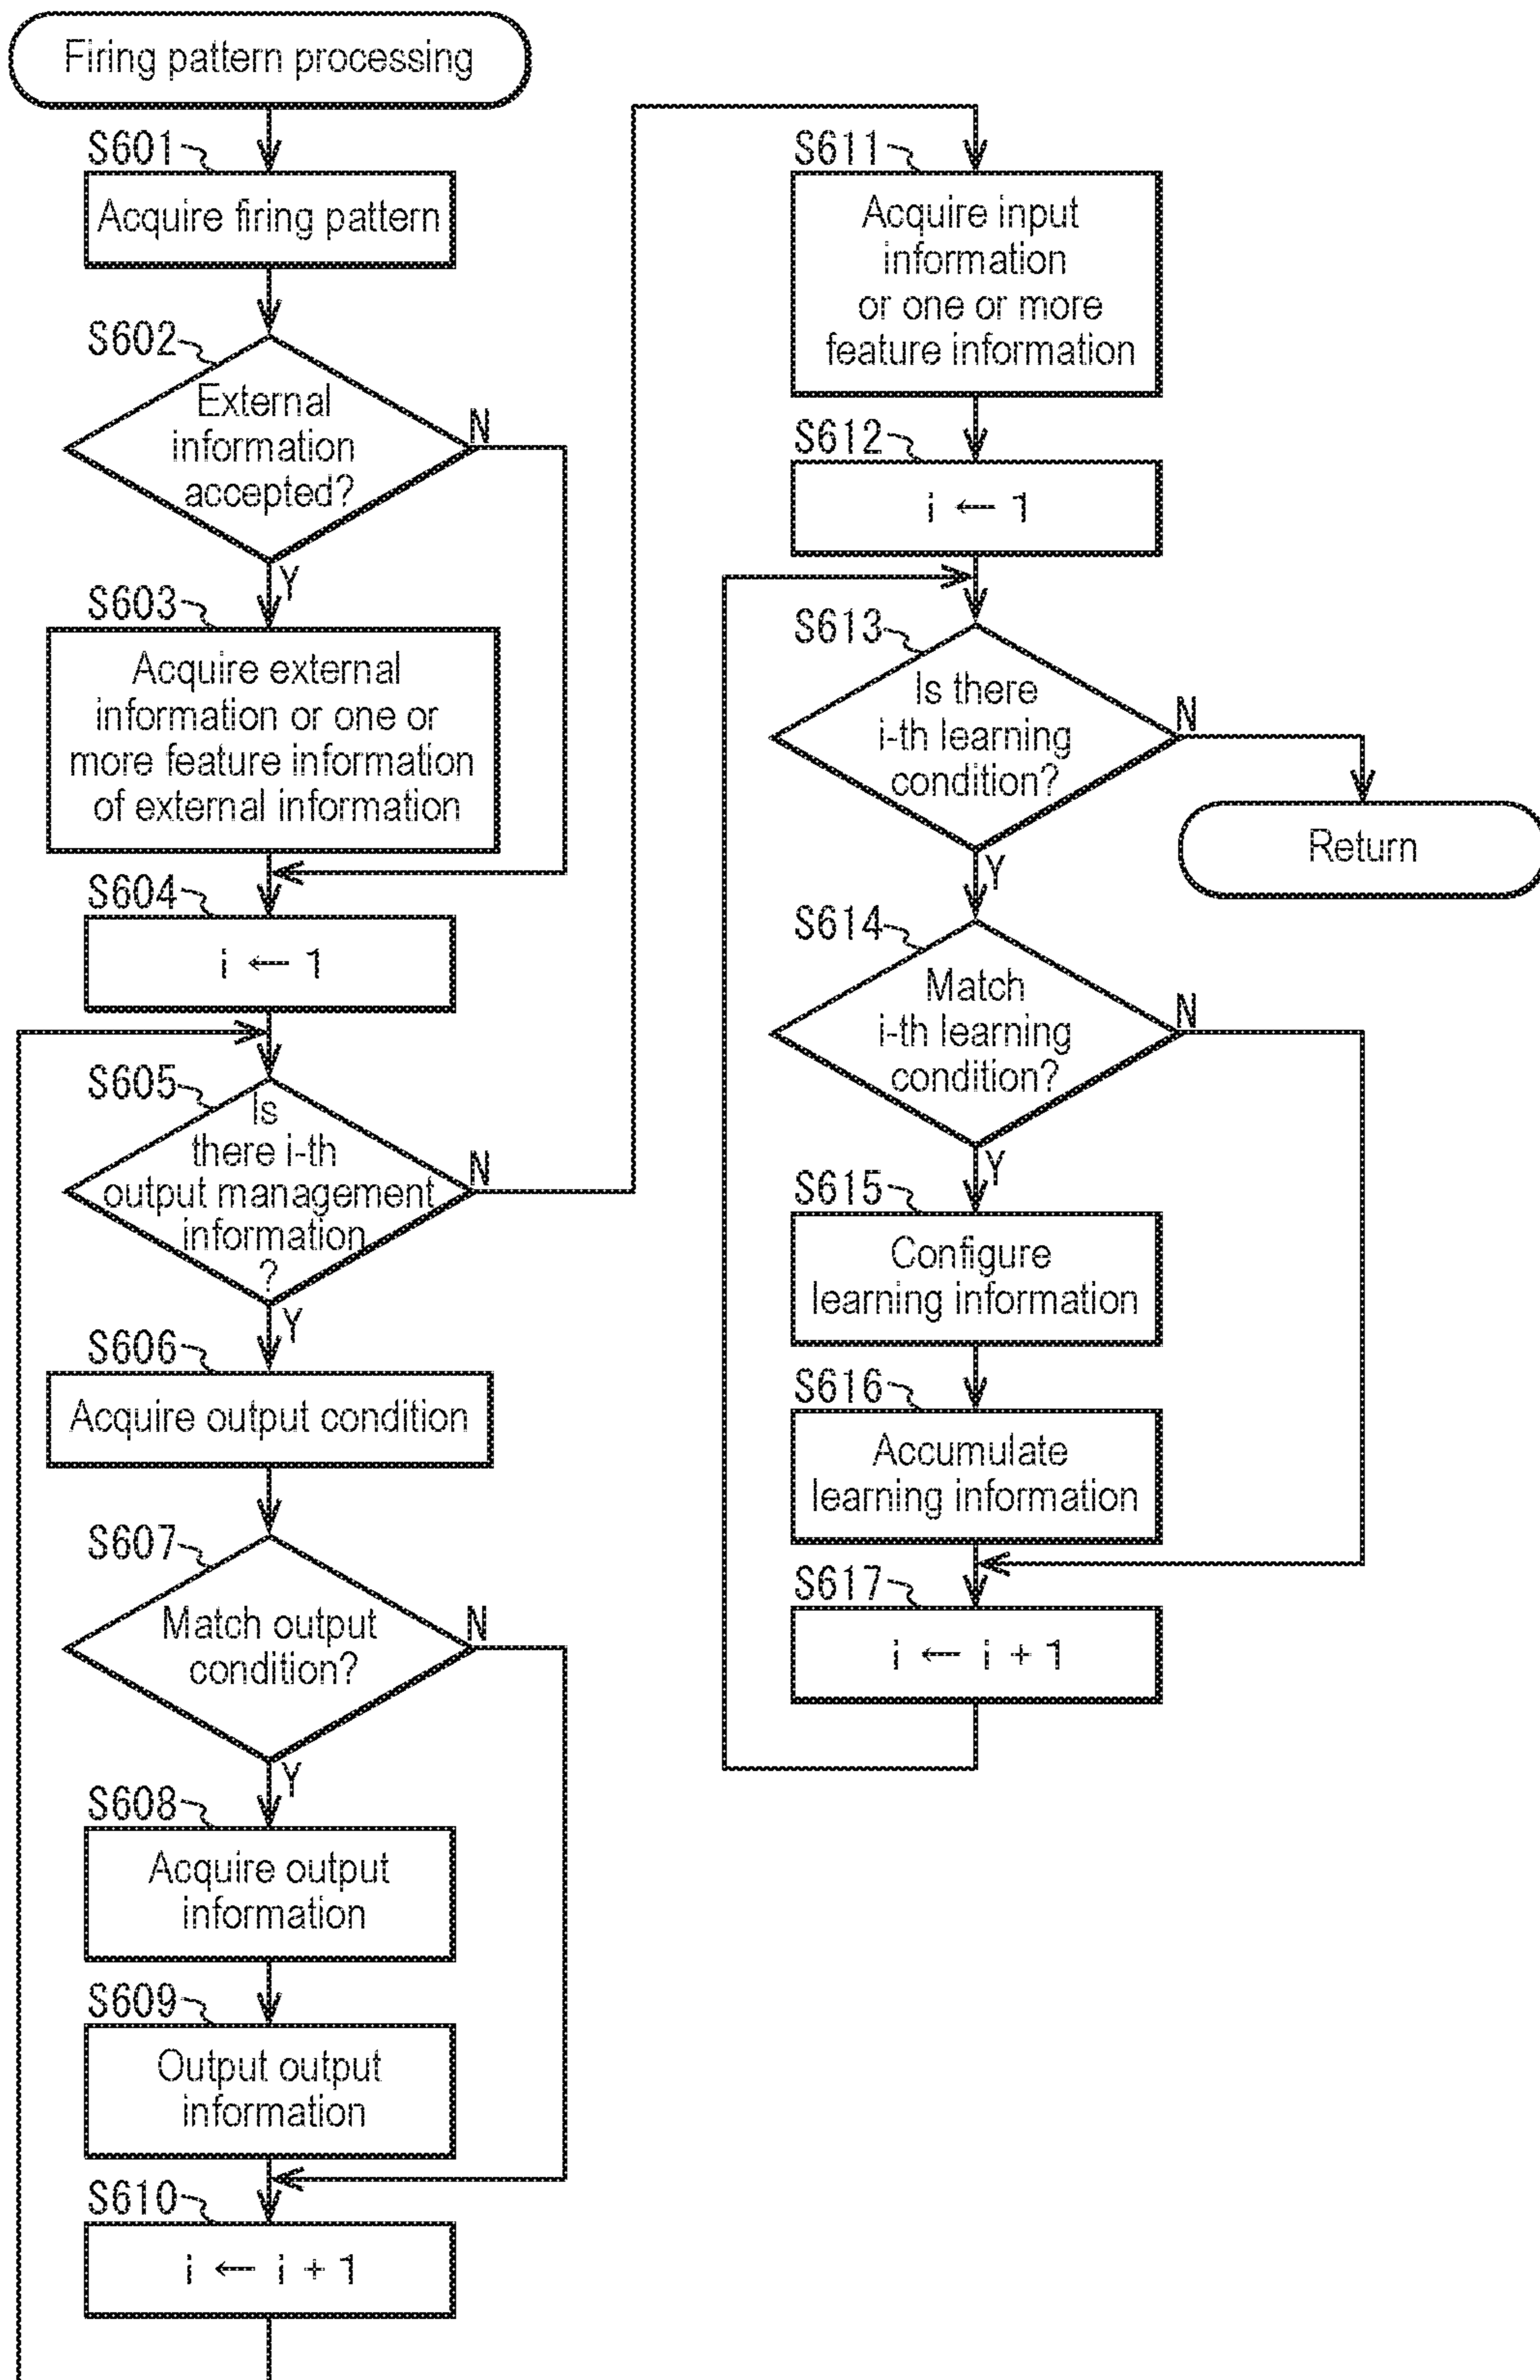 Firing pattern processing
S601
Acquire firing pattern
S602
External
information
accepted?
N
Y
S603
Acquire external
information or one or
more feature information
of external information
S604
i ← 1
S605
Is
there i-th
output management
information
?
N
Y
S606
Acquire output condition
S607
Match output
condition?
N
Y
S608
Acquire output
information
S609
Output output
information
S610
i ← i + 1
S611
Acquire input
information
or one or more
feature information
S612
i ← 1
S613
Is there
i-th learning
condition?
N
Y
Return
S614
Match
i-th learning
condition?
N
Y
S615
Configure
learning information
S616
Accumulate
learning information
S617
i ← i + 1